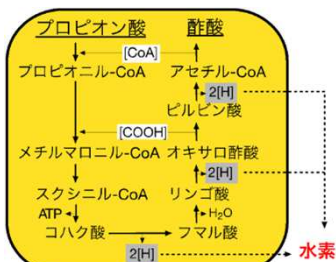 プロピオン酸 酢酸
[CoA]
プロピオニル-CoA アセチル-CoA
2[H]
ピルビン酸
[COOH]
メチルマロニル-CoA オキサロ酢酸
2[H]
スクシニル-CoA リンゴ酸
ATP H₂O
コハク酸 フマル酸
2[H] 水素